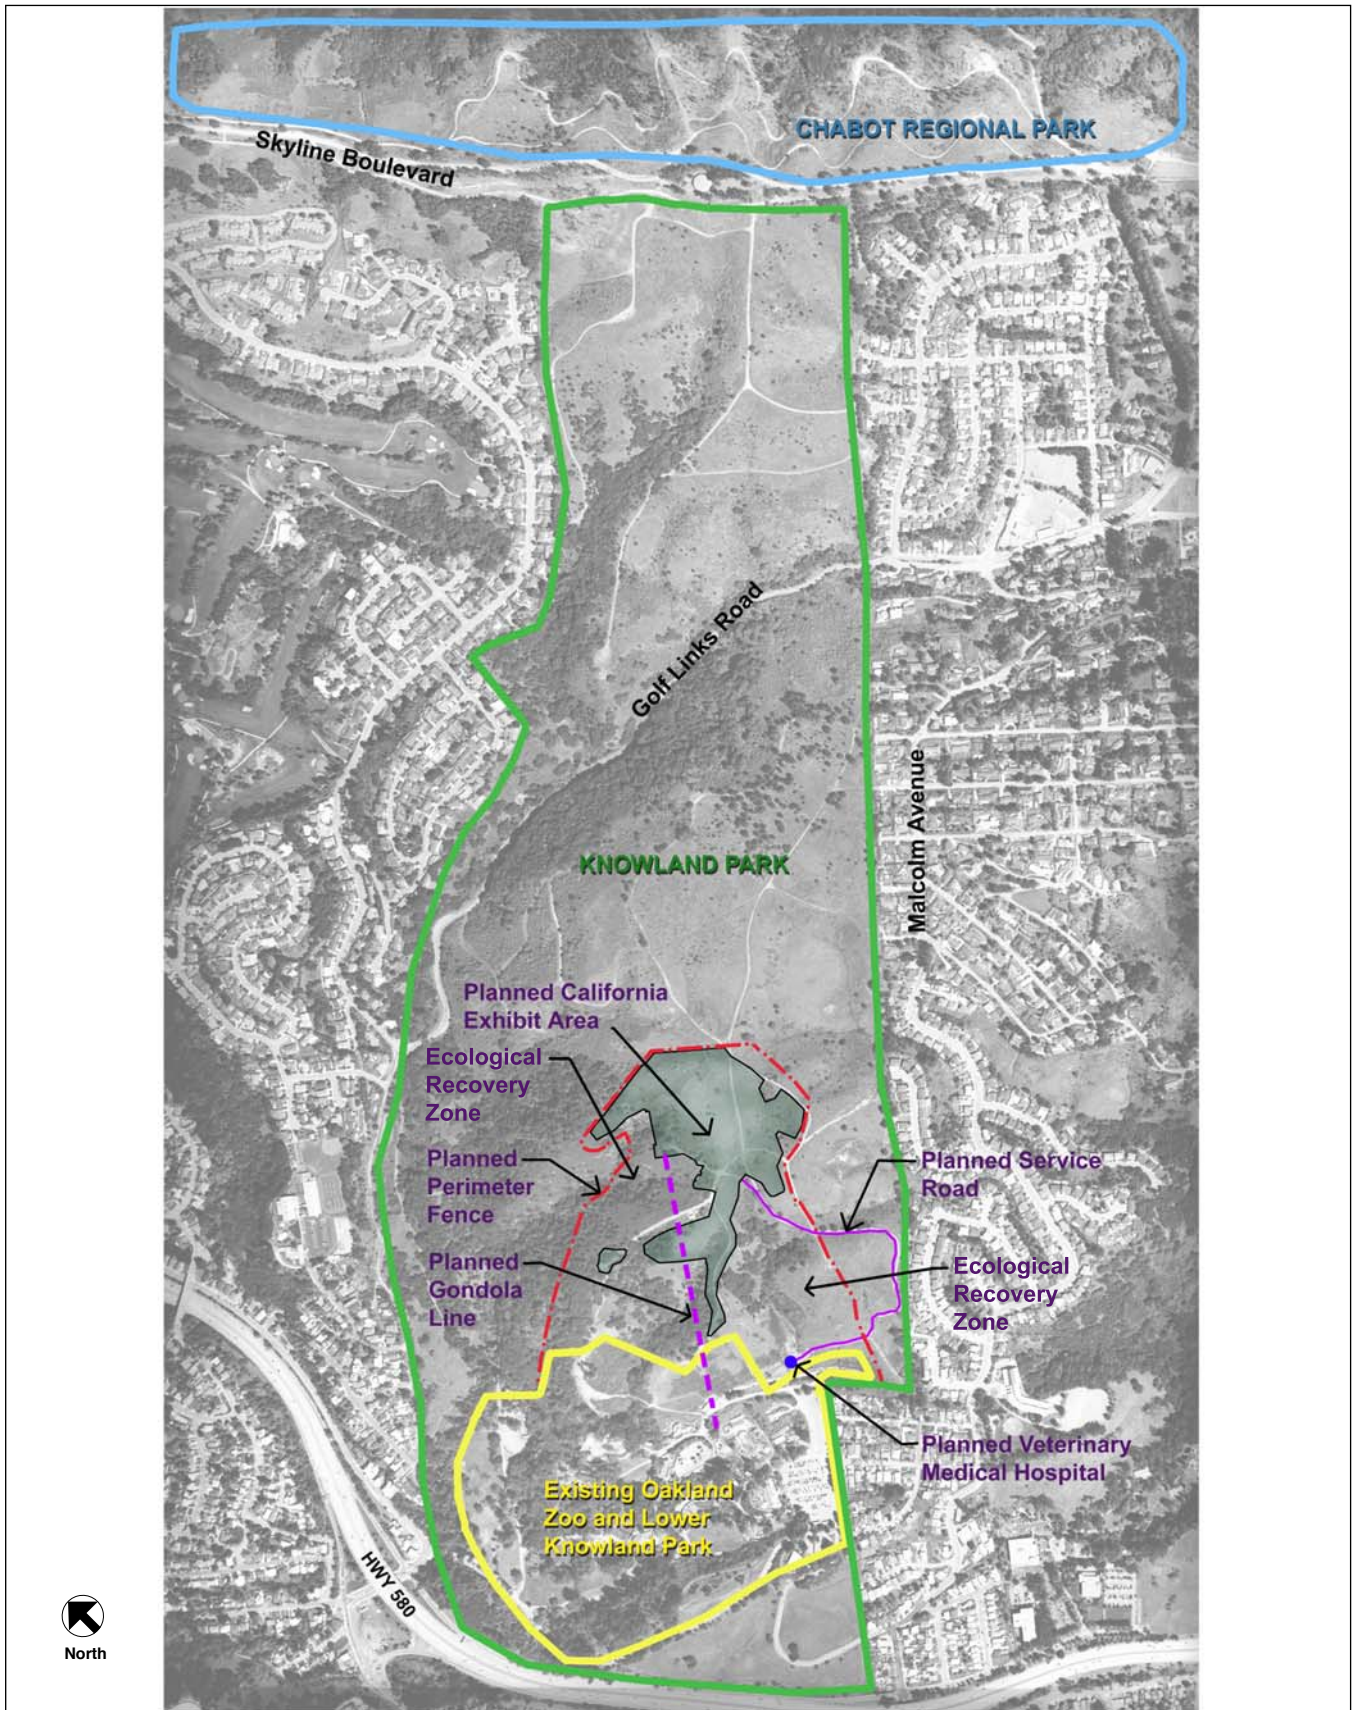 CHABOT REGIONAL PARK
Skyline Boulevard
Golf Links Road
Malcolm Avenue
KNOWLAND PARK
Planned California
Exhibit Area
Ecological
Recovery
Zone
Planned
Perimeter
Fence
Planned Service
Road
Planned
Gondola
Line
Ecological
Recovery
Zone
Planned Veterinary
Medical Hospital
Existing Oakland
Zoo and Lower
Knowland Park
HWY 580
North